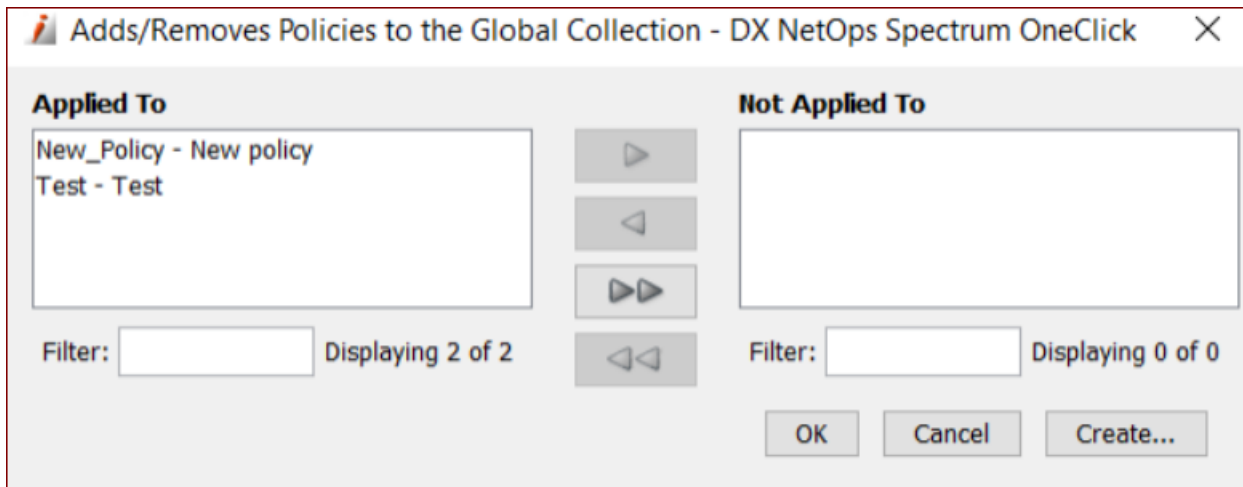 Adds/Removes Policies to the Global Collection - DX NetOps Spectrum OneClick
Applied To
New_Policy - New policy
Test - Test
Filter:
Displaying 2 of 2
Not Applied To
Filter:
Displaying 0 of 0
OK
Cancel
Create...